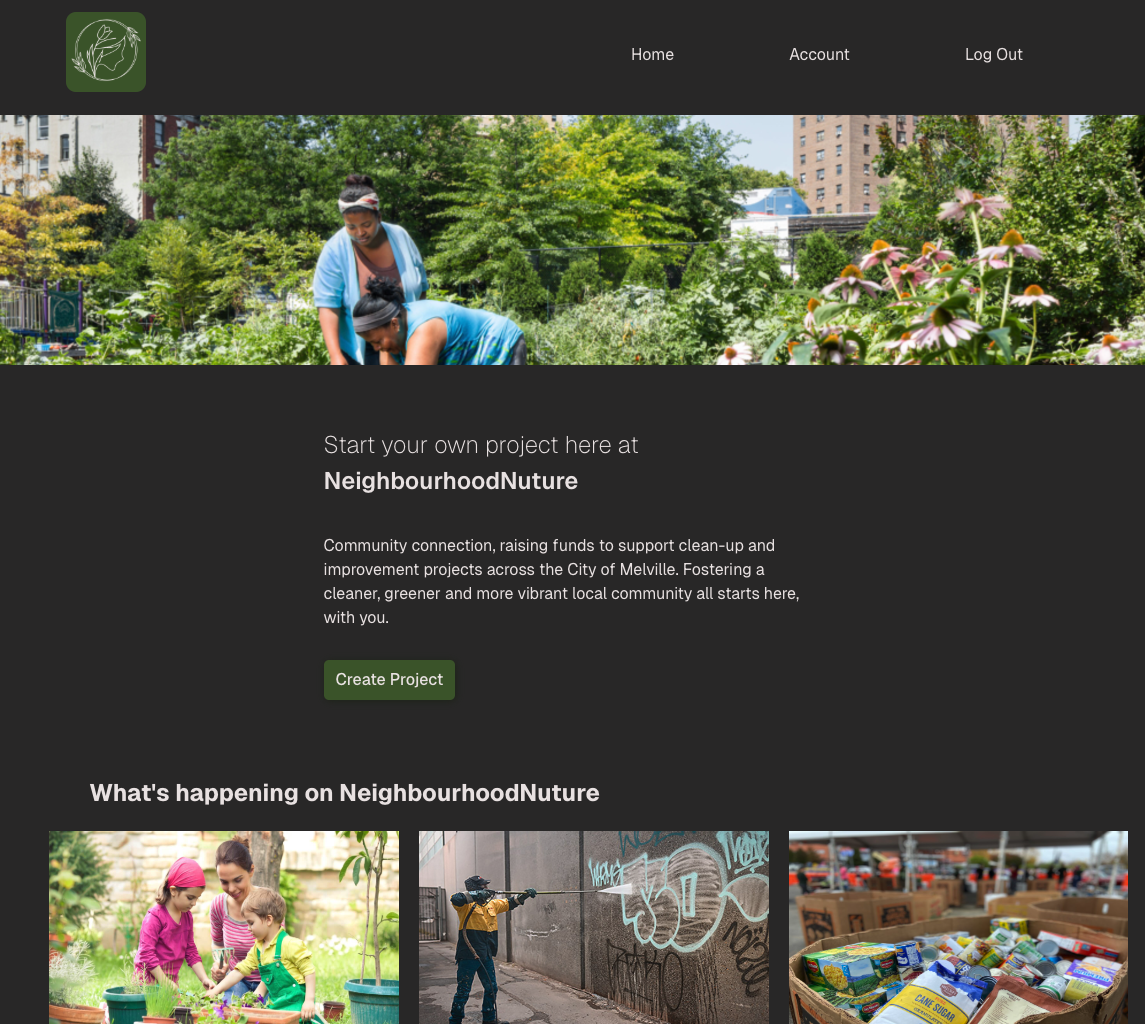 Home Account Log Out
Start your own project here at
NeighbourhoodNuture
Community connection, raising funds to support clean-up and
improvement projects across the City of Melville. Fostering a
cleaner, greener and more vibrant local community all starts here,
with you.
Create Project
What's happening on NeighbourhoodNuture
CANE SUGAR